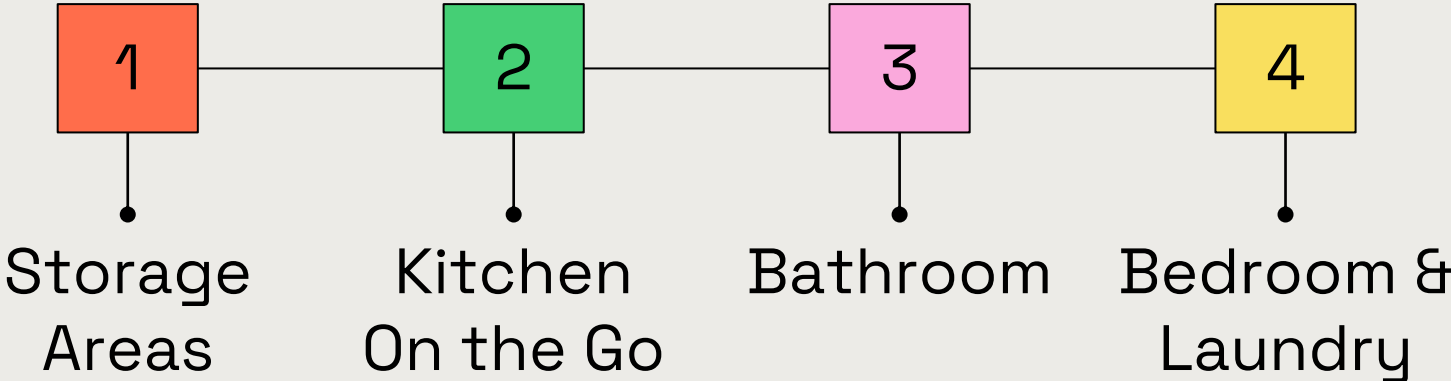 1
2
3
4
Storage
Areas
Kitchen
On the Go
Bathroom
Bedroom &
Laundry